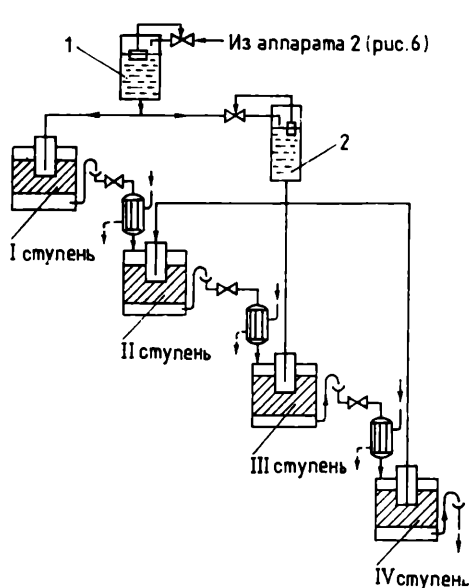 1
Из аппарата 2 (рис.6)
2
I ступень
II ступень
III ступень
IV ступень